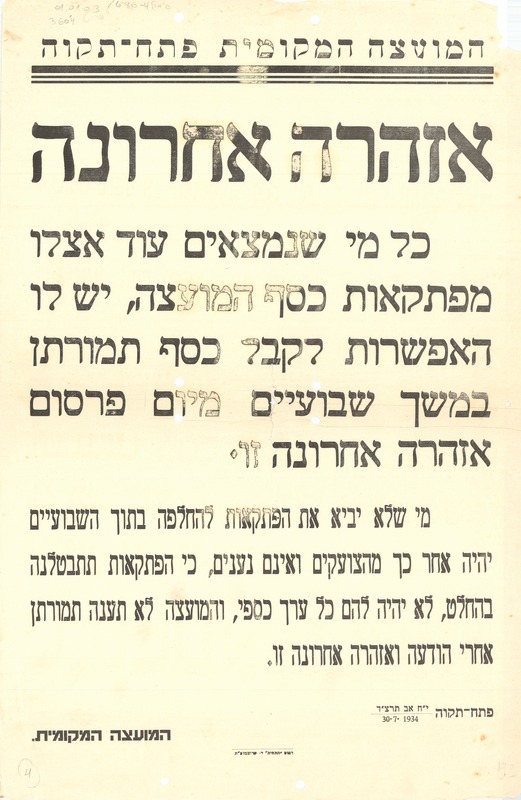 המועצה המקומית פתח-תקוה
אזהרה אחרונה
כל מי שנמצאים עוד אצלו
מפתקאות כסף המועצה, יש לו
האפשרות לקבל כסף תמורתן
במשך שבועיים מיום פרסום
אזהרה אחרונה זו.
מי שלא יביא את הפתקאות להחלפה בתוך השבועיים
יהיה אחר כך מהצועקים ואינם נענים, כי הפתקאות תתבטלנה
בהחלט, לא יהיה להם כל ערך כספי, והמועצה לא תענה תמורתן
אחרי הודעה ואזהרה אחרונה זו.
פתח-תקוה י"ח אב תרצ"ד
30.7.1934
המועצה המקומית.
4